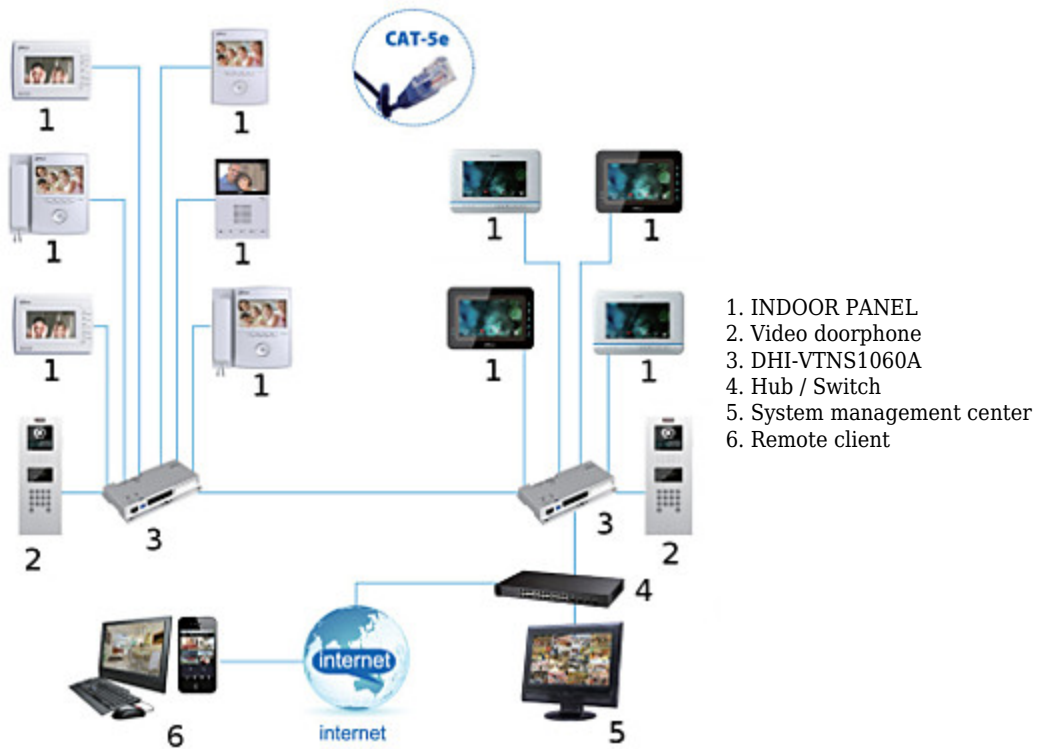 CAT-5e
1
1
1
1
1
1
1
1
1
1
1. INDOOR PANEL
2. Video doorphone
3. DHI-VTNS1060A
4. Hub / Switch
5. System management center
6. Remote client
2
3
3
2
4
internet
internet
6
5